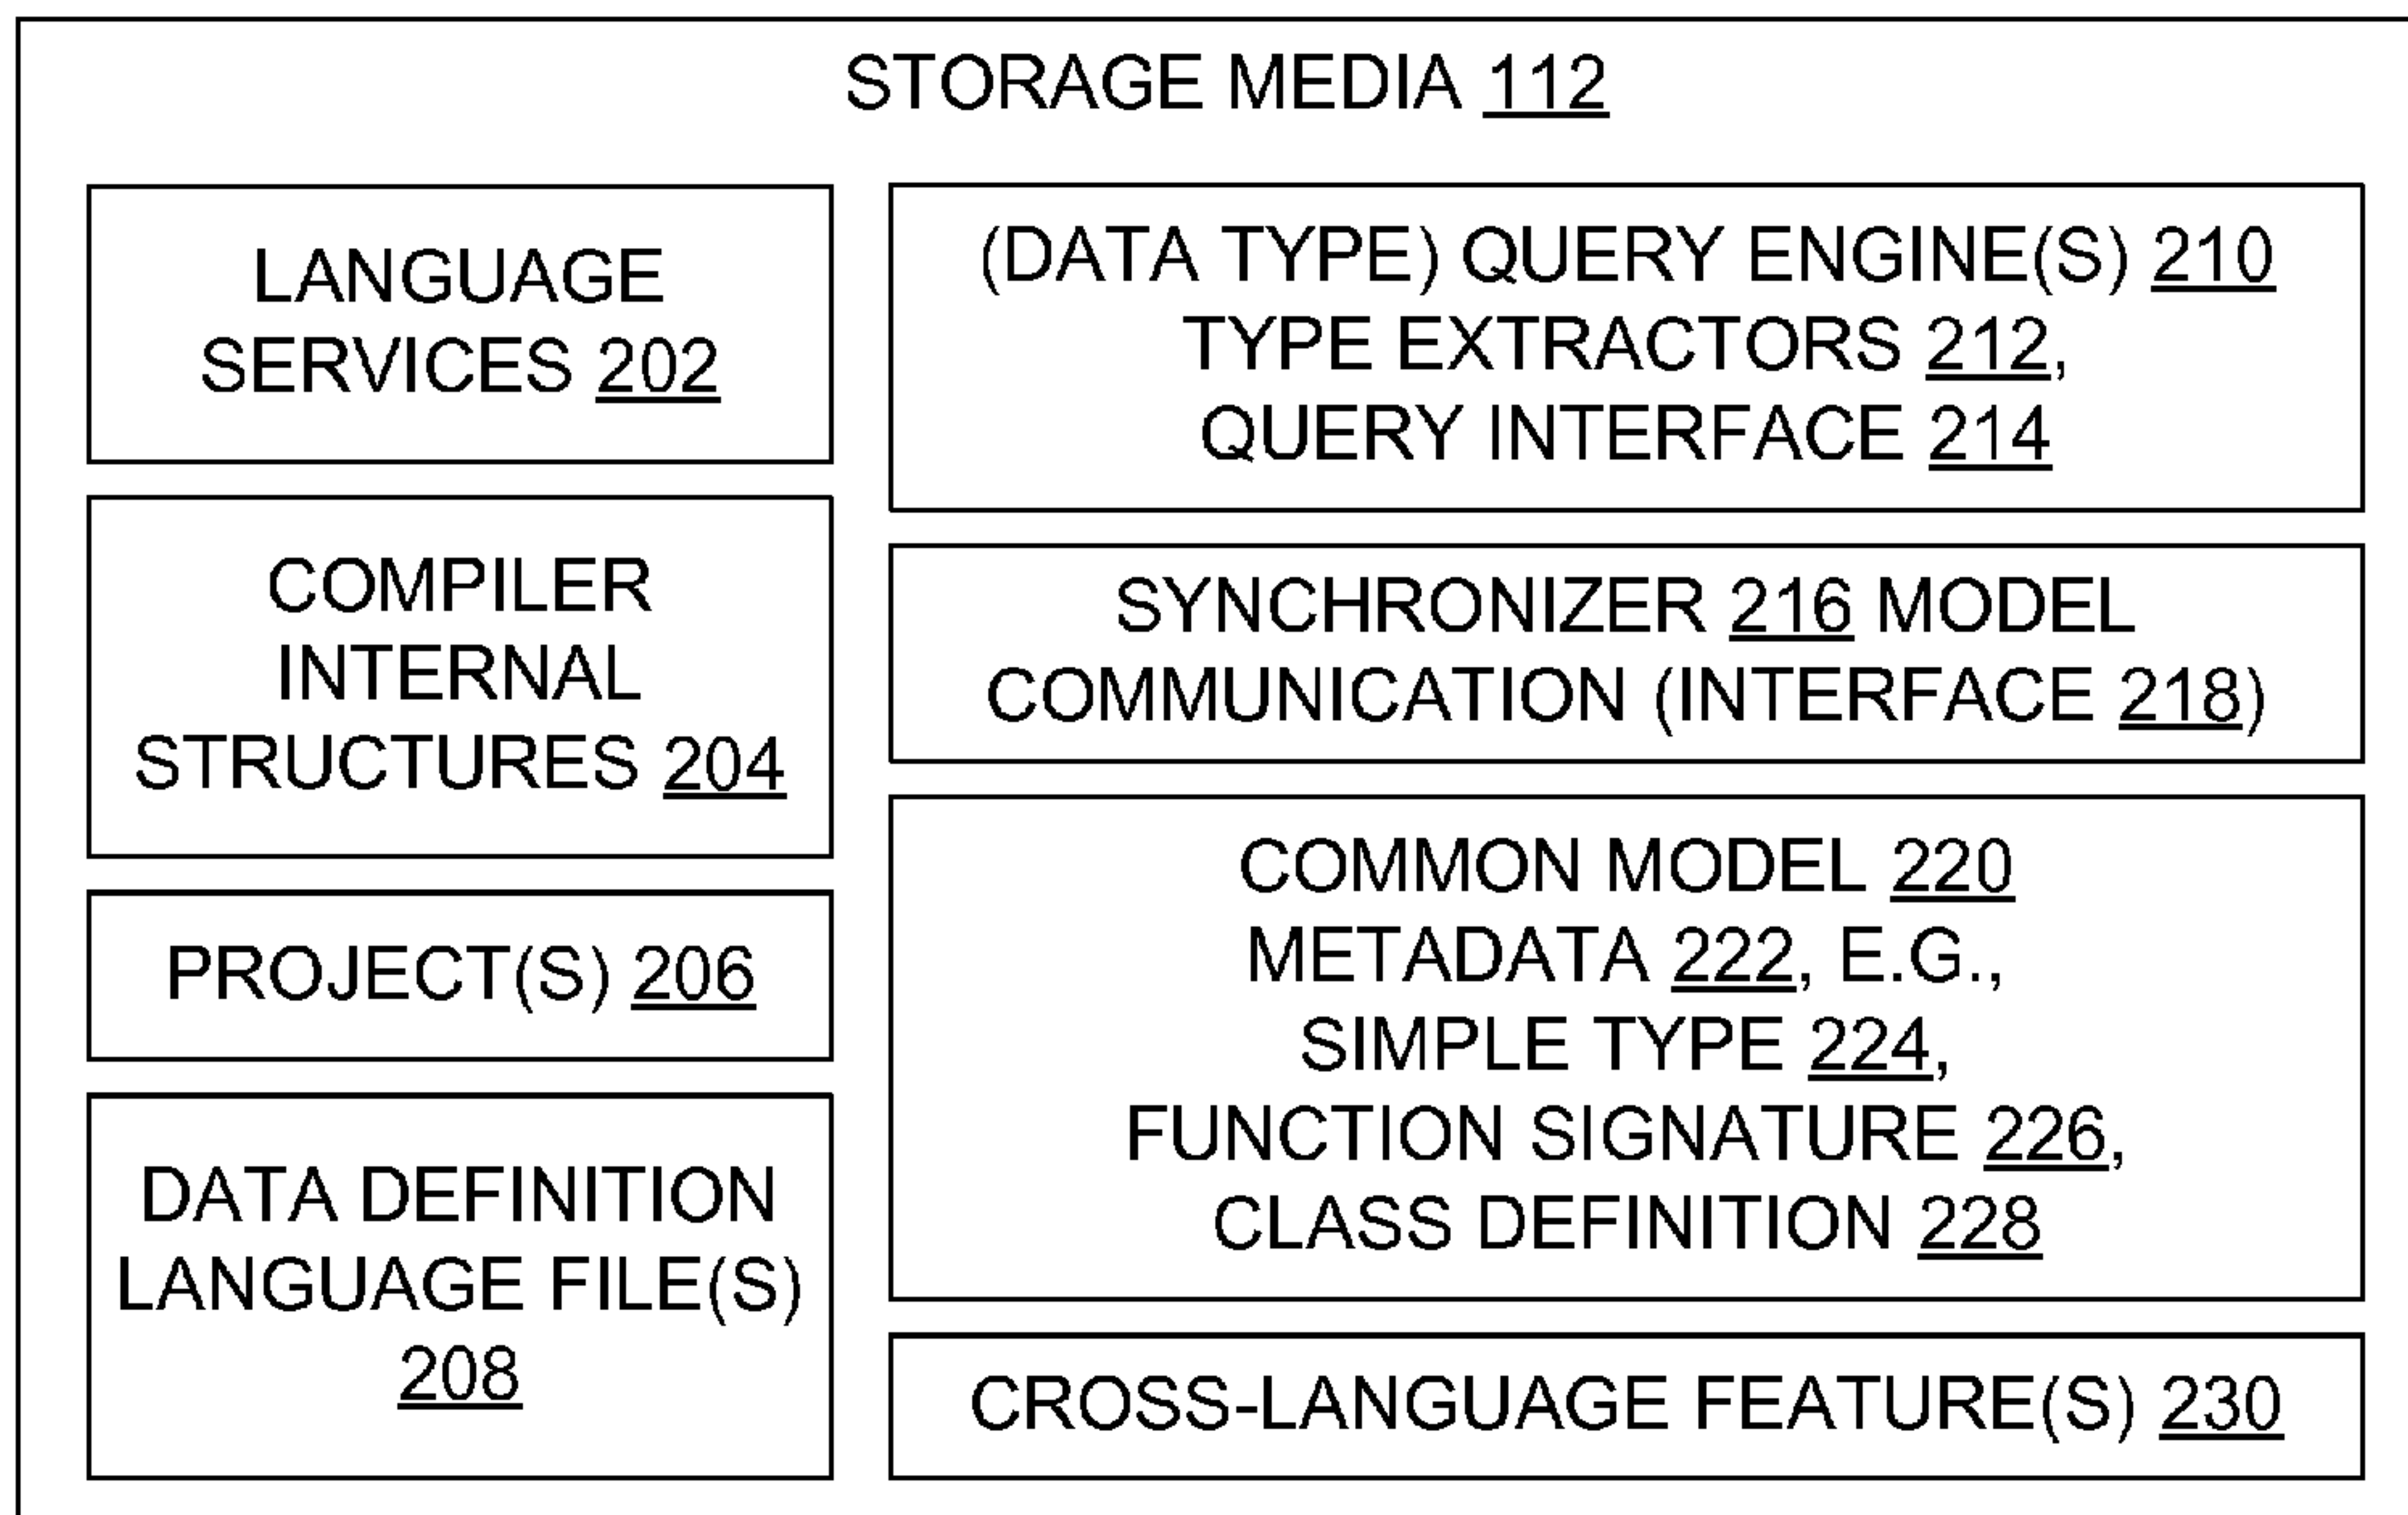 STORAGE MEDIA 112
LANGUAGE
SERVICES 202
COMPILER
INTERNAL
STRUCTURES 204
PROJECT(S) 206
DATA DEFINITION
LANGUAGE FILE(S)
208
(DATA TYPE) QUERY ENGINE(S) 210
TYPE EXTRACTORS 212,
QUERY INTERFACE 214
SYNCHRONIZER 216 MODEL
COMMUNICATION (INTERFACE 218)
COMMON MODEL 220
METADATA 222, E.G.,
SIMPLE TYPE 224,
FUNCTION SIGNATURE 226,
CLASS DEFINITION 228
CROSS-LANGUAGE FEATURE(S) 230